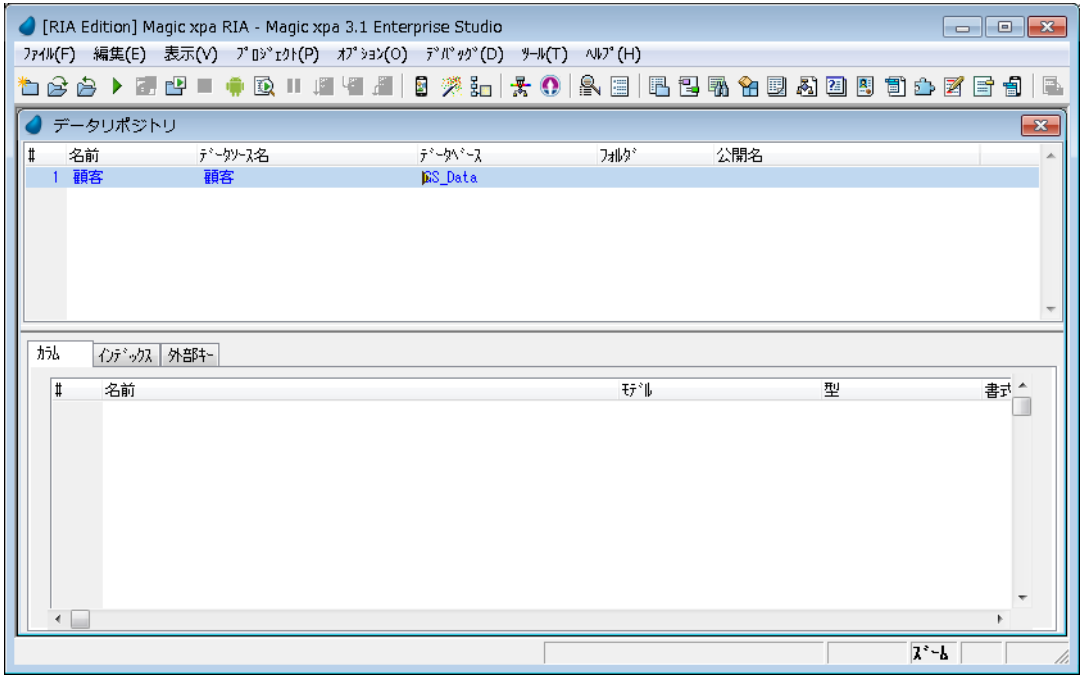 [RIA Edition] Magic xpa RIA - Magic xpa 3.1 Enterprise Studio
ﾌｧｲﾙ(F) 編集(E) 表示(V) ﾌﾟﾛｼﾞｪｸﾄ(P) ｵﾌﾟｼｮﾝ(O) ﾃﾞﾊﾞｯｸﾞ(D) ﾂｰﾙ(T) ﾍﾙﾌﾟ(H)
データリポジトリ
# 名前 ﾃﾞｰﾀｿｰｽ名 ﾃﾞｰﾀﾍﾞｰｽ ﾌｫﾙﾀﾞ 公開名
1 顧客 顧客 GS_Data
ｶﾗﾑ ｲﾝﾃﾞｯｸｽ 外部ｷｰ
# 名前 ﾓﾃﾞﾙ 型 書式
ｽﾞｰﾑ